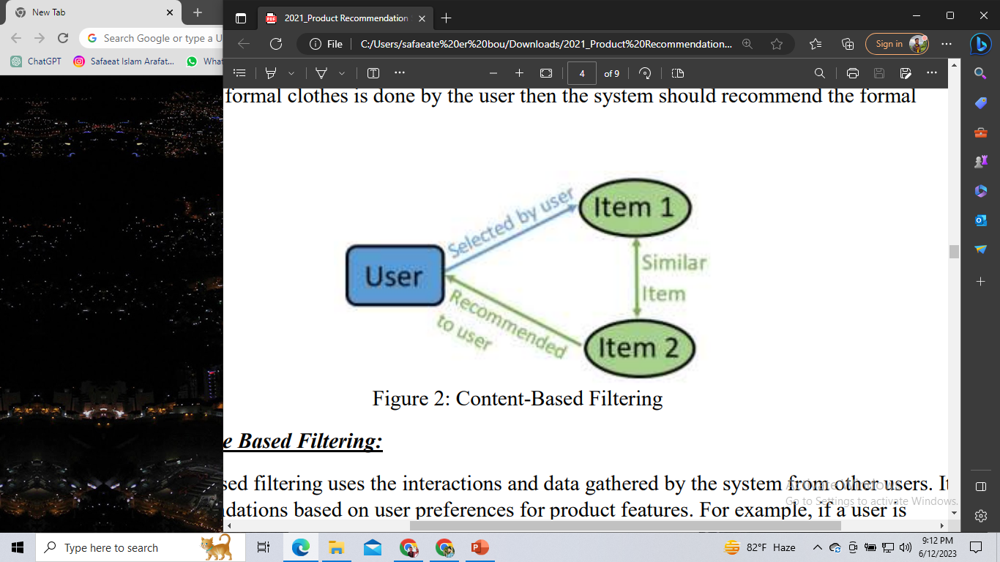 New Tab
Search Google or type a U
ChatGPT
Safaeat Islam Arafat...
What
2021_Product Recommendation
File
C:/Users/safaeate%20er%20bou/Downloads/2021_Product%20Recommendation...
Sign in
4 of 9
formal clothes is done by the user then the system should recommend the formal
Selected by user
Item 1
User
Similar
Item
Recommended
to user
Item 2
Figure 2: Content-Based Filtering
e Based Filtering:
sed filtering uses the interactions and data gathered by the system from other users. It
ndations based on user preferences for product features. For example, if a user is
Activate Windows
Go to Settings to activate Windows.
Type here to search
82°F Haze
9:12 PM
6/12/2023